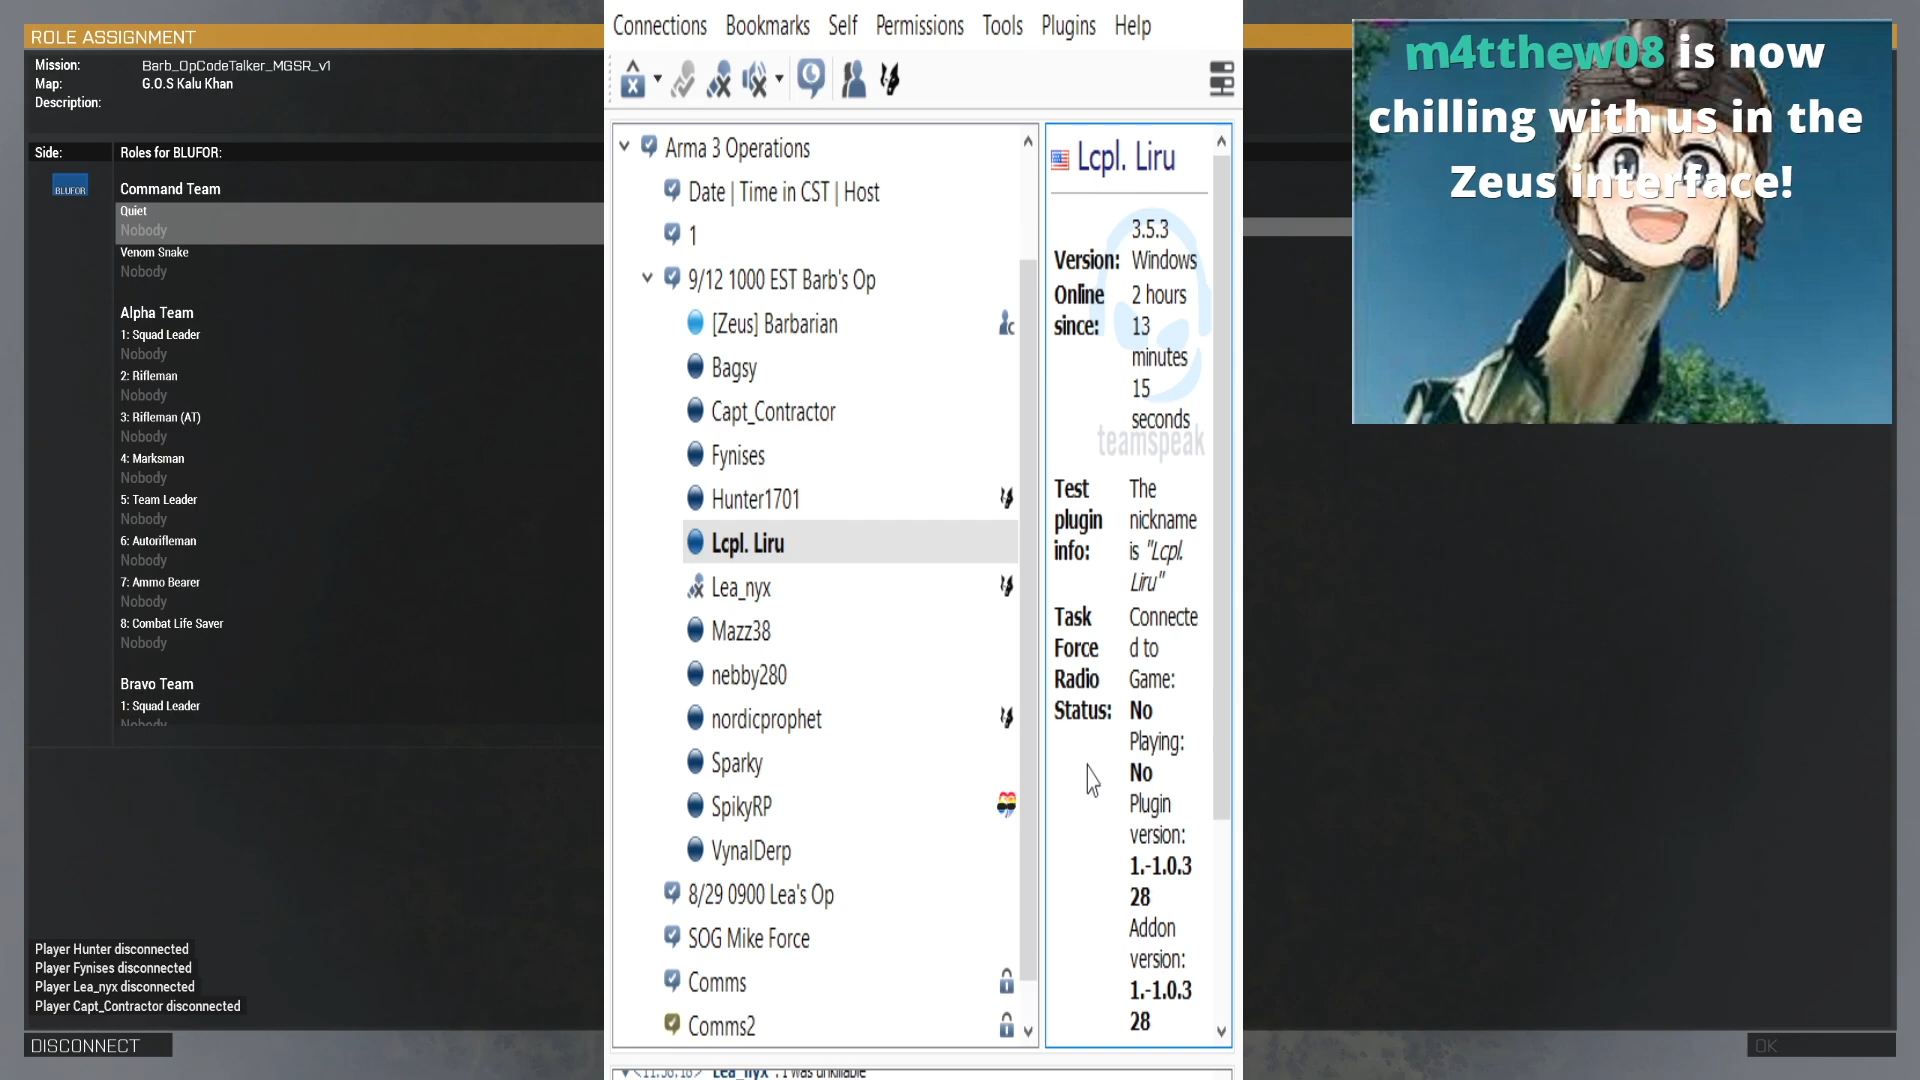 ROLE ASSIGNMENT
Mission: Barb_OpCodeTalker_MGSR_v1
Map: G.O.S Kalu Khan
Description:
Side:
BLUFOR
Roles for BLUFOR:
Command Team
Quiet
Nobody
Venom Snake
Nobody
Alpha Team
1: Squad Leader
Nobody
2: Rifleman
Nobody
3: Rifleman (AT)
Nobody
4: Marksman
Nobody
5: Team Leader
Nobody
6: Autorifleman
Nobody
7: Ammo Bearer
Nobody
8: Combat Life Saver
Nobody
Bravo Team
1: Squad Leader
Nobody
Player Hunter disconnected
Player Fynises disconnected
Player Lea_nyx disconnected
Player Capt_Contractor disconnected
DISCONNECT
Connections Bookmarks Self Permissions Tools Plugins Help
Arma 3 Operations
Date | Time in CST | Host
1
9/12 1000 EST Barb's Op
[Zeus] Barbarian
Bagsy
Capt_Contractor
Fynises
Hunter1701
Lcpl. Liru
Lea_nyx
Mazz38
nebby280
nordicprophet
Sparky
SpikyRP
VynalDerp
8/29 0900 Lea's Op
SOG Mike Force
Comms
Comms2
<11:58:18> Lea_nyx : I was unkillable
Lcpl. Liru
Version: 3.5.3
Windows
Online since: 2 hours
13
minutes
15
seconds
teamspeak
Test plugin info: The
nickname
is "Lcpl.
Liru"
Task Force Radio Status: Connecte
d to
Game:
No
Playing:
No
Plugin
version:
1.-1.0.3
28
Addon
version:
1.-1.0.3
28
m4tthew08 is now
chilling with us in the
Zeus interface!
OK